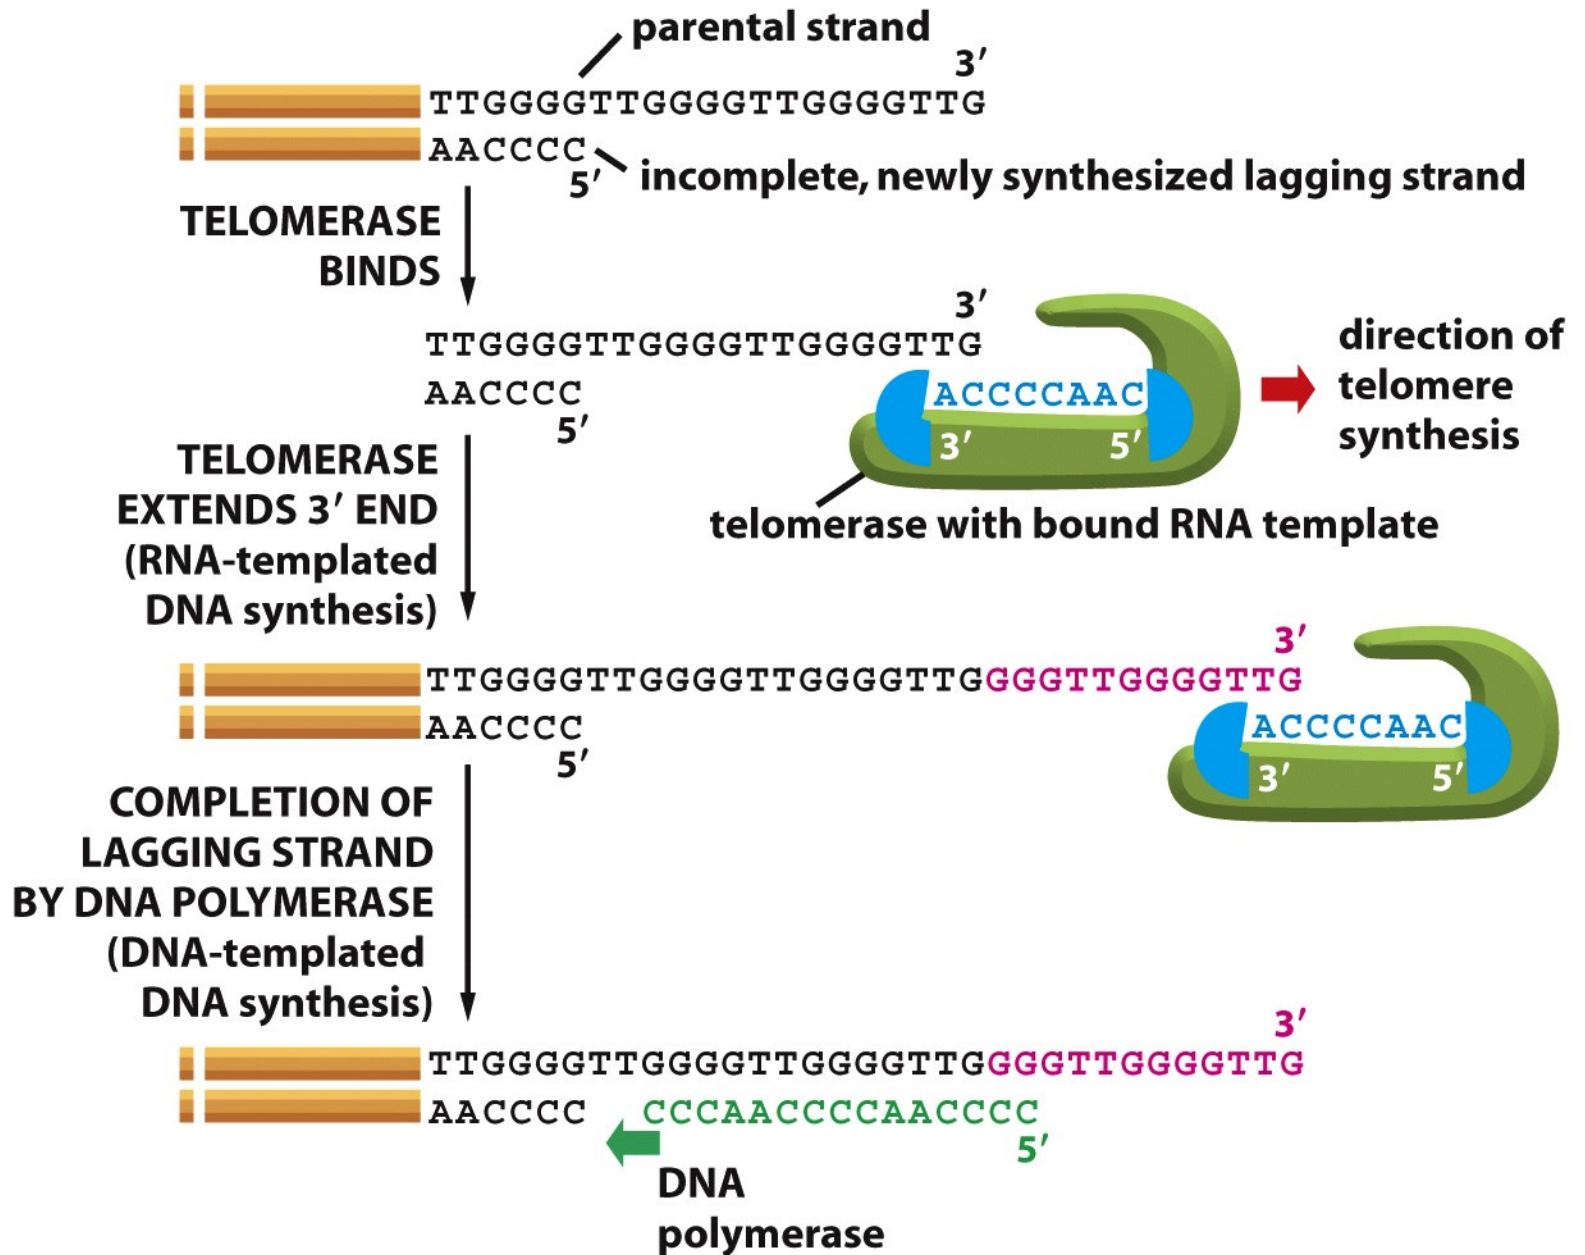 parental strand
3′
TTGGGGTTGGGGTTGGGGTTG
AACCCC
5′
incomplete, newly synthesized lagging strand
TELOMERASE
BINDS
3′
TTGGGGTTGGGGTTGGGGTTG
AACCCC
5′
ACCCCAAC
3′ 5′
direction of
telomere
synthesis
telomerase with bound RNA template
TELOMERASE
EXTENDS 3′ END
(RNA-templated
DNA synthesis)
3′
TTGGGGTTGGGGTTGGGGTTGGGGTTGGGGTTG
AACCCC
5′
ACCCCAAC
3′ 5′
COMPLETION OF
LAGGING STRAND
BY DNA POLYMERASE
(DNA-templated
DNA synthesis)
3′
TTGGGGTTGGGGTTGGGGTTGGGGTTGGGGTTG
AACCCC CCCAACCCCAACCCC
5′
DNA
polymerase